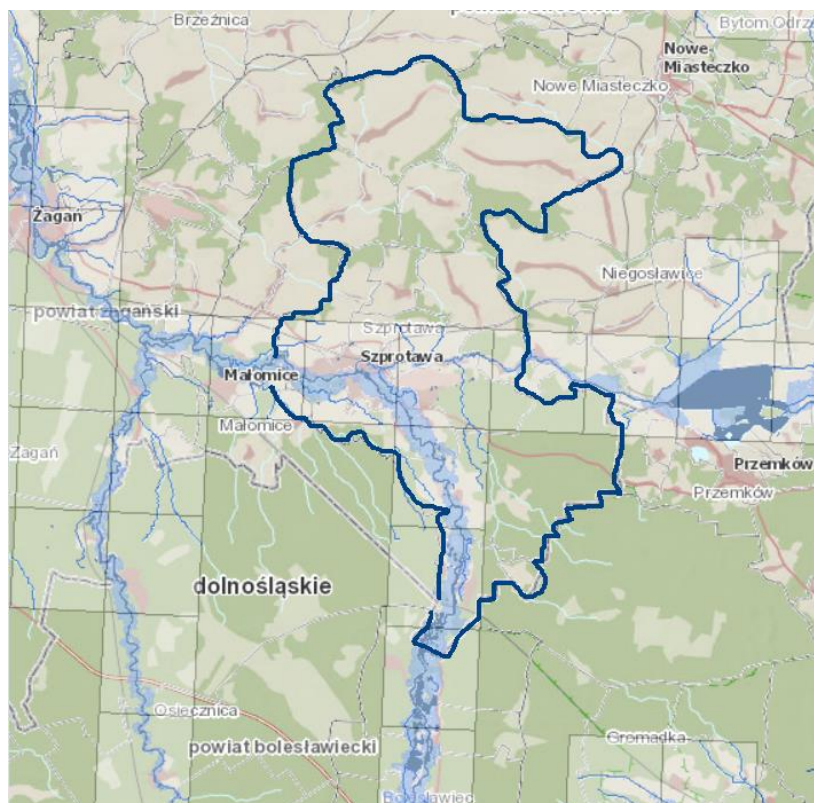 Brzeźnica
Bytom Odrz
Nowe
Miasteczko
Nowe Miasteczko
Żagań
Niegosławice
powiat żagański
Szprotawa
Szprotawa
Małomice
Małomice
Żagań
Przemków
Przemków
dolnośląskie
Osiecznica
powiat bolesławiecki
Gromadka
Bolesławiec